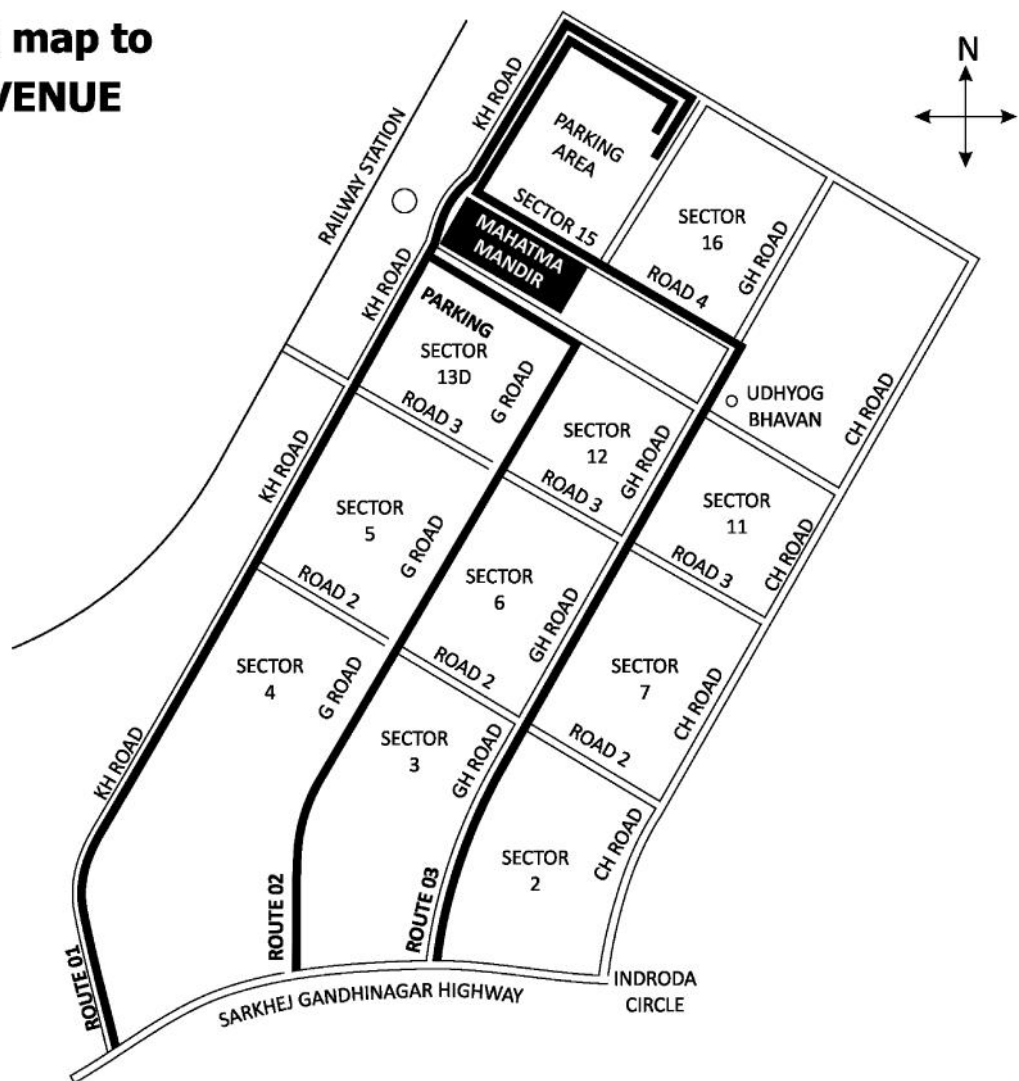 map to
VENUE
N
KH ROAD
RAILWAY STATION
PARKING
AREA
SECTOR 15
MAHATMA
MANDIR
SECTOR
16
GH ROAD
ROAD 4
KH ROAD
PARKING
SECTOR
13D
G ROAD
ROAD 3
UDHYOG
BHAVAN
CH ROAD
SECTOR
12
GH ROAD
ROAD 3
KH ROAD
SECTOR
5
G ROAD
ROAD 2
SECTOR
11
ROAD 3
CH ROAD
SECTOR
6
GH ROAD
ROAD 2
SECTOR
4
G ROAD
SECTOR
7
CH ROAD
ROAD 2
KH ROAD
SECTOR
3
GH ROAD
SECTOR
2
CH ROAD
ROUTE 01
ROUTE 02
ROUTE 03
SARKHEJ GANDHINAGAR HIGHWAY
INDRODA
CIRCLE